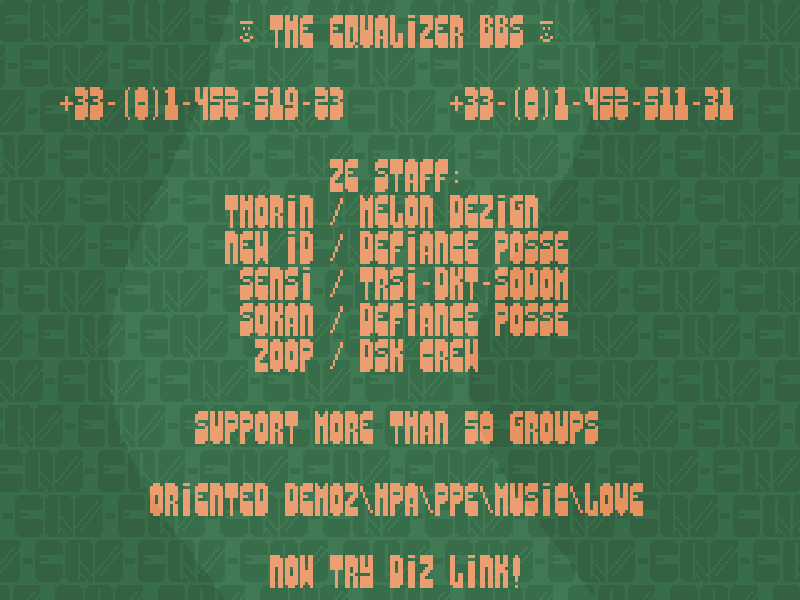 THE EQUALiZER BBS
+33-(0)1-452-519-23 +33-(0)1-452-511-31
ZE STAFF:
THORiN / MELON DEZiGN
NEW iD / DEFiANCE POSSE
SENSi / TRSi-DKT-SODOM
SOKAN / DEFiANCE POSSE
ZOOP / DSK CREW
SUPPORT MORE THAN 50 GROUPS
ORiENTED DEMOZ\MPA\PPE\MUSiC\LOVE
NOW TRY DiZ LiNK!